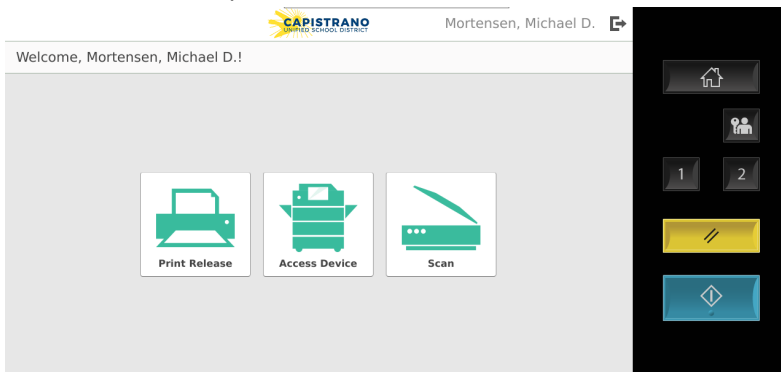 CAPISTRANO
UNIFIED SCHOOL DISTRICT
Mortensen, Michael D.
Welcome, Mortensen, Michael D.!
1 2
Print Release Access Device Scan